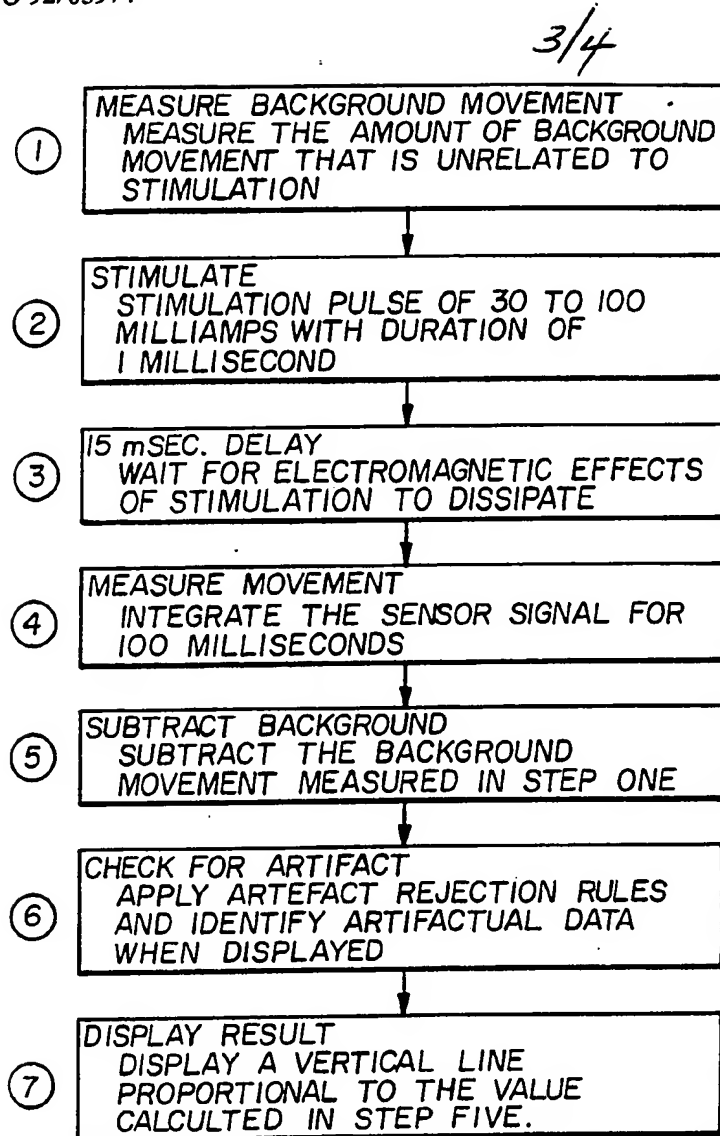 3/4
MEASURE BACKGROUND MOVEMENT
MEASURE THE AMOUNT OF BACKGROUND
MOVEMENT THAT IS UNRELATED TO
STIMULATION
1
STIMULATE
STIMULATION PULSE OF 30 TO 100
MILLIAMPS WITH DURATION OF
1 MILLISECOND
2
15 mSEC. DELAY
WAIT FOR ELECTROMAGNETIC EFFECTS
OF STIMULATION TO DISSIPATE
3
MEASURE MOVEMENT
INTEGRATE THE SENSOR SIGNAL FOR
100 MILLISECONDS
4
SUBTRACT BACKGROUND
SUBTRACT THE BACKGROUND
MOVEMENT MEASURED IN STEP ONE
5
CHECK FOR ARTIFACT
APPLY ARTEFACT REJECTION RULES
AND IDENTIFY ARTIFACTUAL DATA
WHEN DISPLAYED
6
DISPLAY RESULT
DISPLAY A VERTICAL LINE
PROPORTIONAL TO THE VALUE
CALCULTED IN STEP FIVE.
7